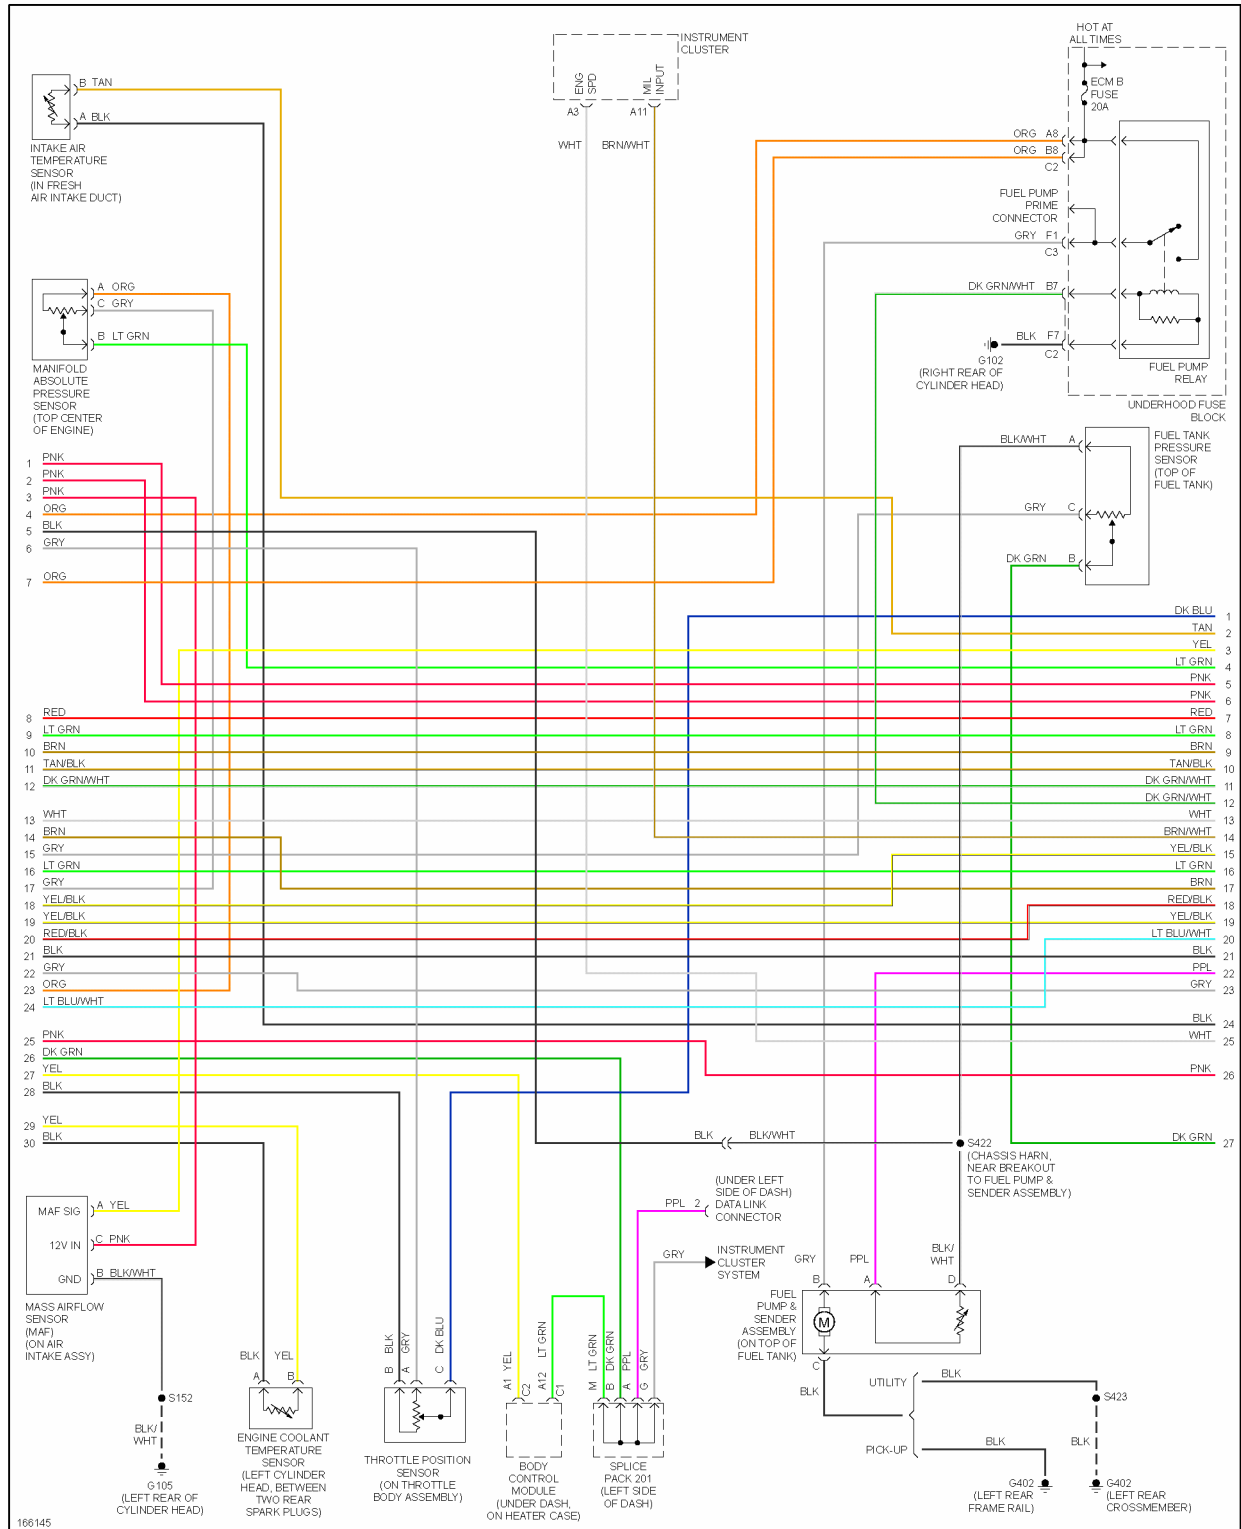 HOT AT
ALL TIMES
INSTRUMENT
CLUSTER
ENG
SPD
MIL
INPUT
A3
A11
WHT
BRN/WHT
ECM B
FUSE
20A
B TAN
A BLK
INTAKE AIR
TEMPERATURE
SENSOR
(IN FRESH
AIR INTAKE DUCT)
ORG A8
ORG B8
C2
FUEL PUMP
PRIME
CONNECTOR
GRY F1
C3
DK GRN/WHT B7
BLK F7
C2
G102
(RIGHT REAR OF
CYLINDER HEAD)
FUEL PUMP
RELAY
UNDERHOOD FUSE
BLOCK
A ORG
C GRY
B LT GRN
MANIFOLD
ABSOLUTE
PRESSURE
SENSOR
(TOP CENTER
OF ENGINE)
BLK/WHT A
GRY C
DK GRN B
FUEL TANK
PRESSURE
SENSOR
(TOP OF
FUEL TANK)
1 PNK
2 PNK
3 PNK
4 ORG
5 BLK
6 GRY
7 ORG
DK BLU 1
TAN 2
YEL 3
LT GRN 4
PNK 5
PNK 6
8 RED
RED 7
9 LT GRN
LT GRN 8
10 BRN
BRN 9
11 TAN/BLK
TAN/BLK 10
12 DK GRN/WHT
DK GRN/WHT 11
DK GRN/WHT 12
13 WHT
WHT 13
14 BRN
BRN/WHT 14
15 GRY
YEL/BLK 15
16 LT GRN
LT GRN 16
17 GRY
BRN 17
18 YEL/BLK
RED/BLK 18
19 YEL/BLK
YEL/BLK 19
20 RED/BLK
LT BLU/WHT 20
21 BLK
BLK 21
22 GRY
PPL 22
23 ORG
GRY 23
24 LT BLU/WHT
BLK 24
25 PNK
WHT 25
26 DK GRN
27 YEL
PNK 26
28 BLK
29 YEL
30 BLK
BLK
BLK/WHT
S422
(CHASSIS HARN,
NEAR BREAKOUT
TO FUEL PUMP &
SENDER ASSEMBLY)
DK GRN 27
MAF SIG
12V IN
GND
A YEL
C PNK
B BLK/WHT
MASS AIRFLOW
SENSOR
(MAF)
(ON AIR
INTAKE ASSY)
S152
BLK/
WHT
G105
(LEFT REAR OF
CYLINDER HEAD)
BLK
YEL
A
B
ENGINE COOLANT
TEMPERATURE
SENSOR
(LEFT CYLINDER
HEAD, BETWEEN
TWO REAR
SPARK PLUGS)
B BLK
A GRY
C DK BLU
THROTTLE POSITION
SENSOR
(ON THROTTLE
BODY ASSEMBLY)
A1 YEL
C2
A12 LT GRN
C1
BODY
CONTROL
MODULE
(UNDER DASH,
ON HEATER CASE)
M LT GRN
B DK GRN
A PPL
G GRY
SPLICE
PACK 201
(LEFT SIDE
OF DASH)
(UNDER LEFT
SIDE OF DASH)
PPL 2 DATA LINK
CONNECTOR
GRY
INSTRUMENT
CLUSTER
SYSTEM
GRY
PPL
BLK/
WHT
B
A
D
FUEL
PUMP &
SENDER
ASSEMBLY
(ON TOP OF
FUEL TANK)
M
C
BLK
UTILITY
BLK
S423
PICK-UP
BLK
BLK
G402
(LEFT REAR
FRAME RAIL)
G402
(LEFT REAR
CROSSMEMBER)
166145